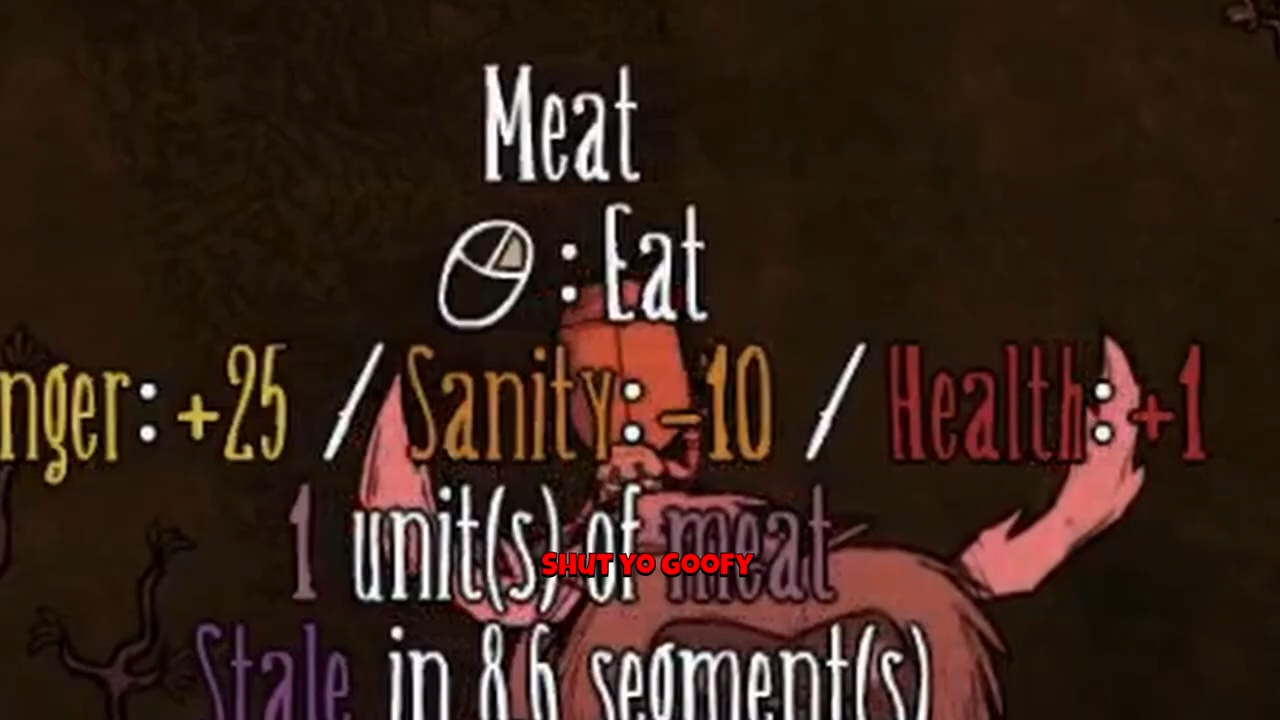 Meat
: Eat
nger: +25 / Sanity: -10 / Health: +1
1 unit(s) of meat
SHUT YO GOOFY
Stale in 8.6 segment(s)